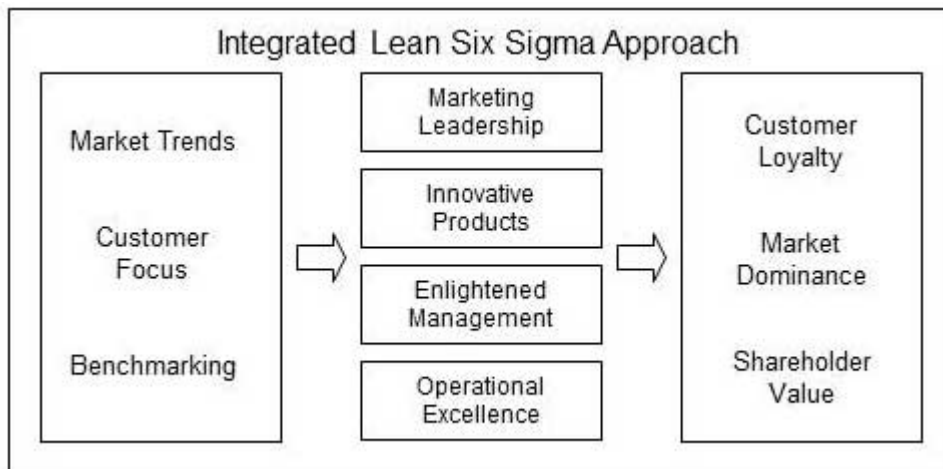 Integrated Lean Six Sigma Approach
Market Trends
Customer
Focus
Benchmarking
Marketing
Leadership
Innovative
Products
Enlightened
Management
Operational
Excellence
Customer
Loyalty
Market
Dominance
Shareholder
Value